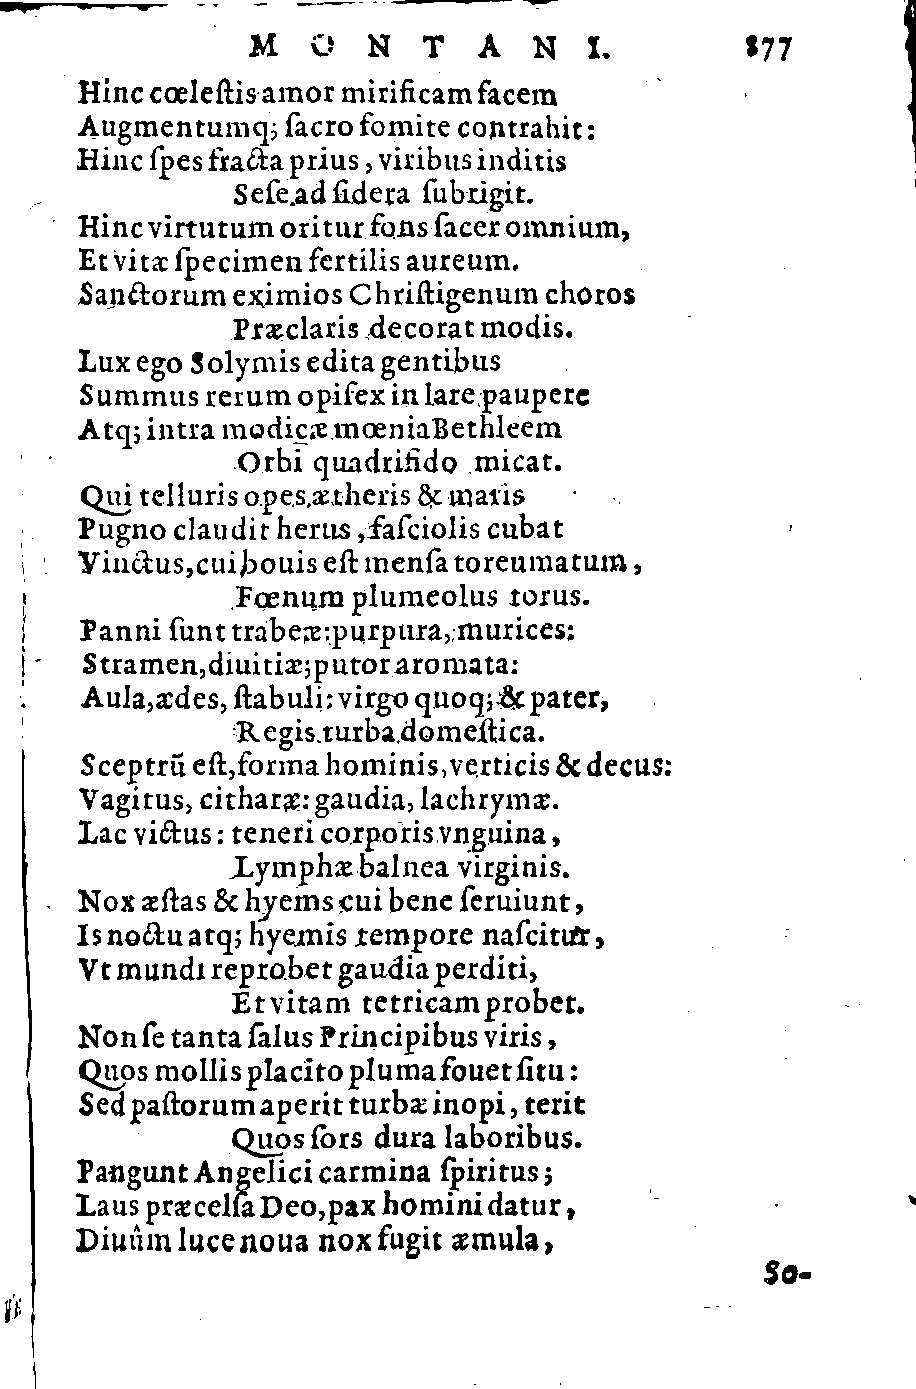 MONTANI. 877
Hinc cœleſtis amor mirificam facem
Augmentumq; ſacro fomite contrahit:
Hinc ſpes fracta prius, viribus inditis
Seſe ad ſidera ſubrigit.
Hinc virtutum oritur fons ſacer omnium,
Et vitæ ſpecimen fertilis aureum.
Sanctorum eximios Chriſtigenum choros
Præclaris decorat modis.
Lux ego Solymis edita gentibus
Summus rerum opifex in lare paupere
Atq; intra modicæ mœnia Bethleem
Orbi quadrifido micat.
Qui telluris opes, ætheris & maris
Pugno claudit herus, faſciolis cubat
Vinctus, cui bouis eſt menſa toreumatum,
Fœnum plumeolus torus.
Panni ſunt trabeæ: purpura, murices:
Stramen, diuitiæ; putor aromata:
Aula, ædes, ſtabuli: virgo quoq; & pater,
Regis turba domeſtica.
Sceptrū eſt, forma hominis, verticis & decus:
Vagitus, citharæ: gaudia, lachrymæ.
Lac victus: teneri corporis vnguina,
Lymphæ balnea virginis.
Nox æſtas & hyems cui bene ſeruiunt,
Is noctu atq; hyemis tempore naſcitur,
Vt mundi reprobet gaudia perditi,
Et vitam tetricam probet.
Non ſe tanta ſalus Principibus viris,
Quos mollis placito pluma fouet ſitu:
Sed paſtorum aperit turbæ inopi, terit
Quos ſors dura laboribus.
Pangunt Angelici carmina ſpiritus;
Laus præcelſa Deo, pax homini datur,
Diuûm luce noua nox fugit æmula,
So-